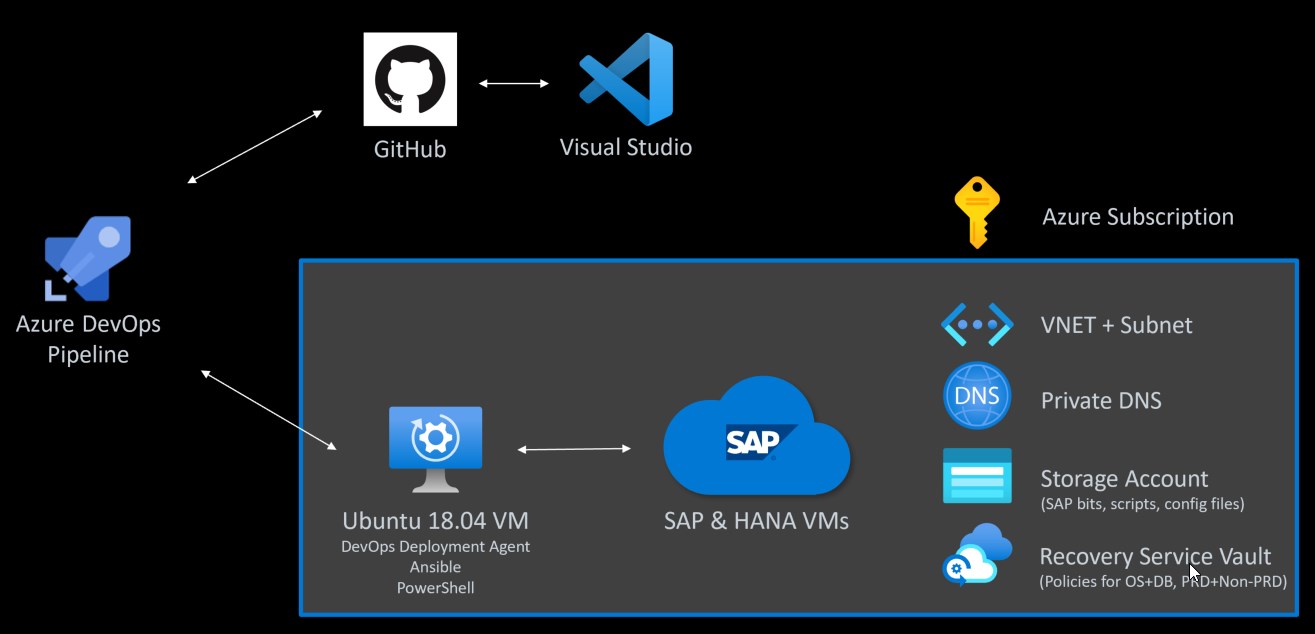 GitHub
Visual Studio
Azure Subscription
Azure DevOps
Pipeline
VNET + Subnet
DNS
Private DNS
SAP
Storage Account
(SAP bits, scripts, config files)
Ubuntu 18.04 VM
DevOps Deployment Agent
Ansible
PowerShell
SAP & HANA VMs
Recovery Service Vault
(Policies for OS+DB, PRD+Non-PRD)